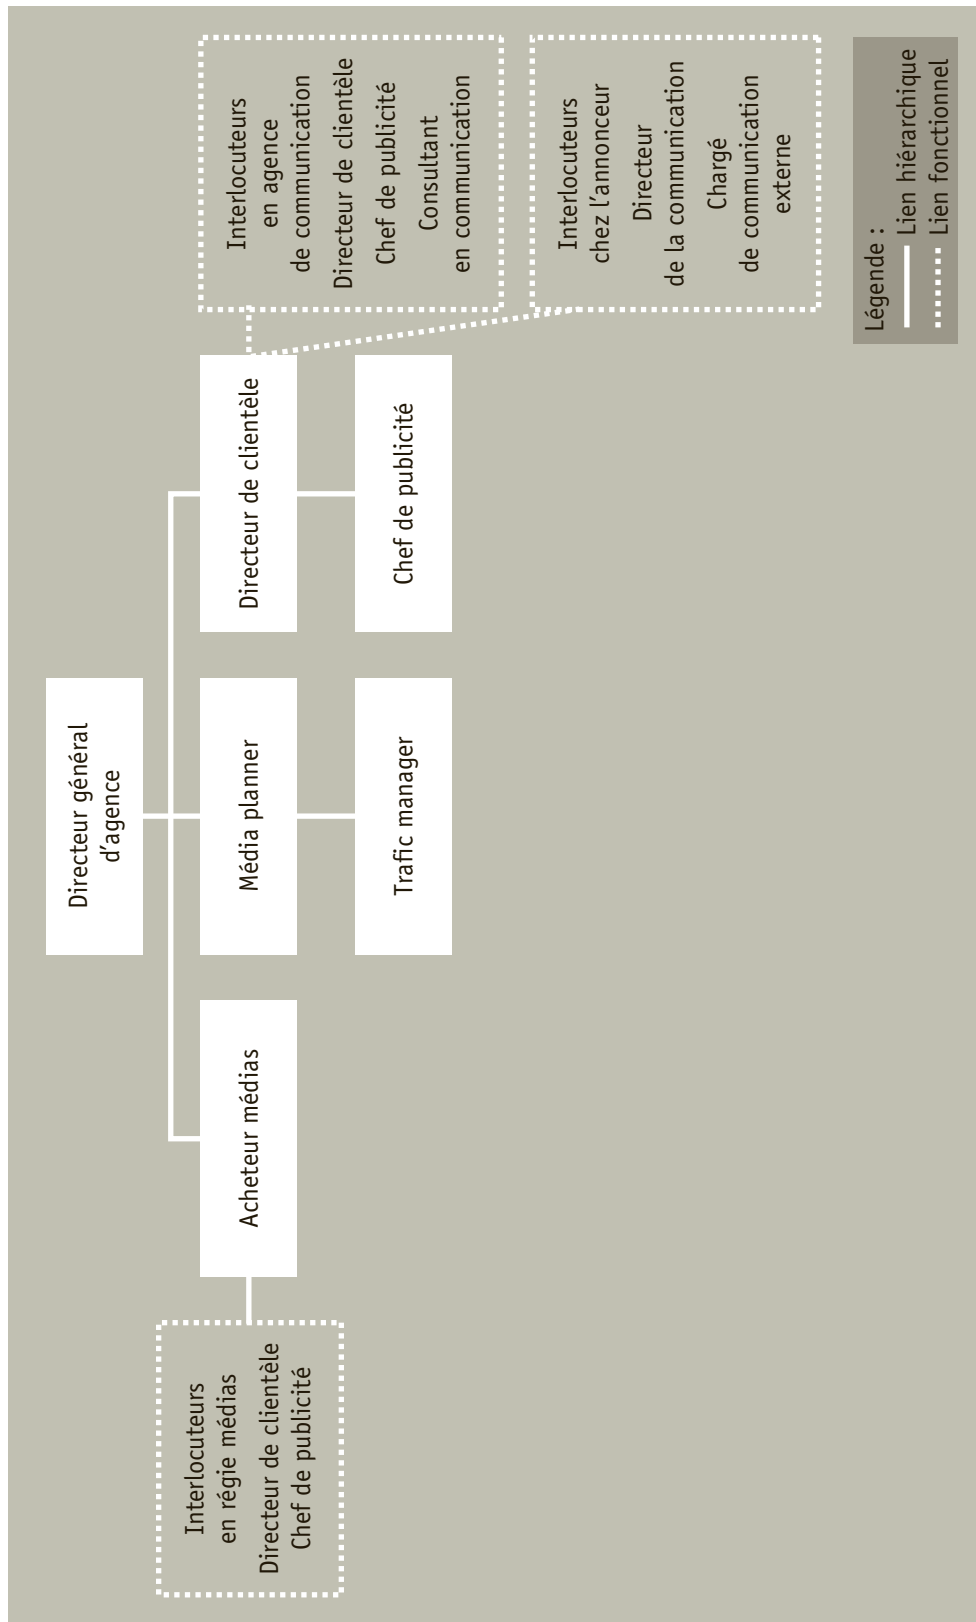 Directeur général
d'agence
Acheteur médias
Média planner
Directeur de clientèle
Trafic manager
Chef de publicité
Interlocuteurs
en régie médias
Directeur de clientèle
Chef de publicité
Interlocuteurs
en agence
de communication
Directeur de clientèle
Chef de publicité
Consultant
en communication
Interlocuteurs
chez l'annonceur
Directeur
de la communication
Chargé
de communication
externe
Légende :
Lien hiérarchique
Lien fonctionnel